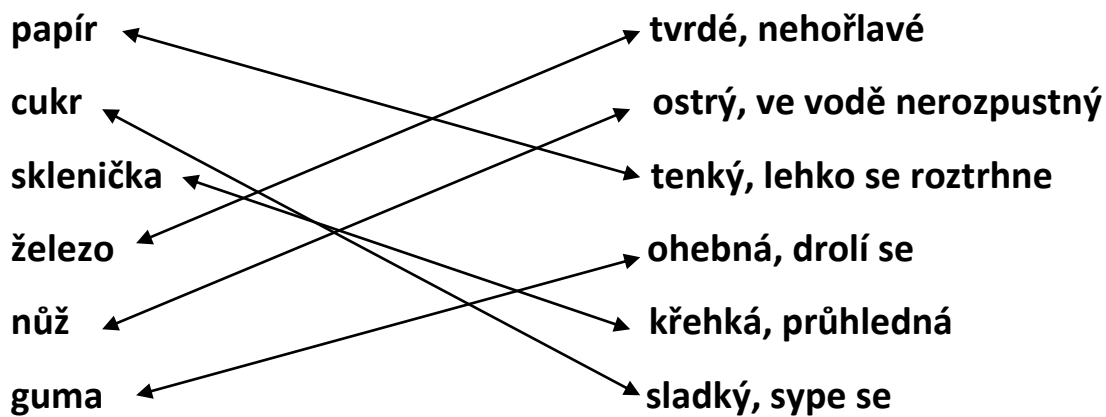 papír tvrdé, nehořlavé
cukr ostrý, ve vodě nerozpustný
sklenička tenký, lehko se roztrhne
železo ohebná, drolí se
nůž křehká, průhledná
guma sladký, sype se